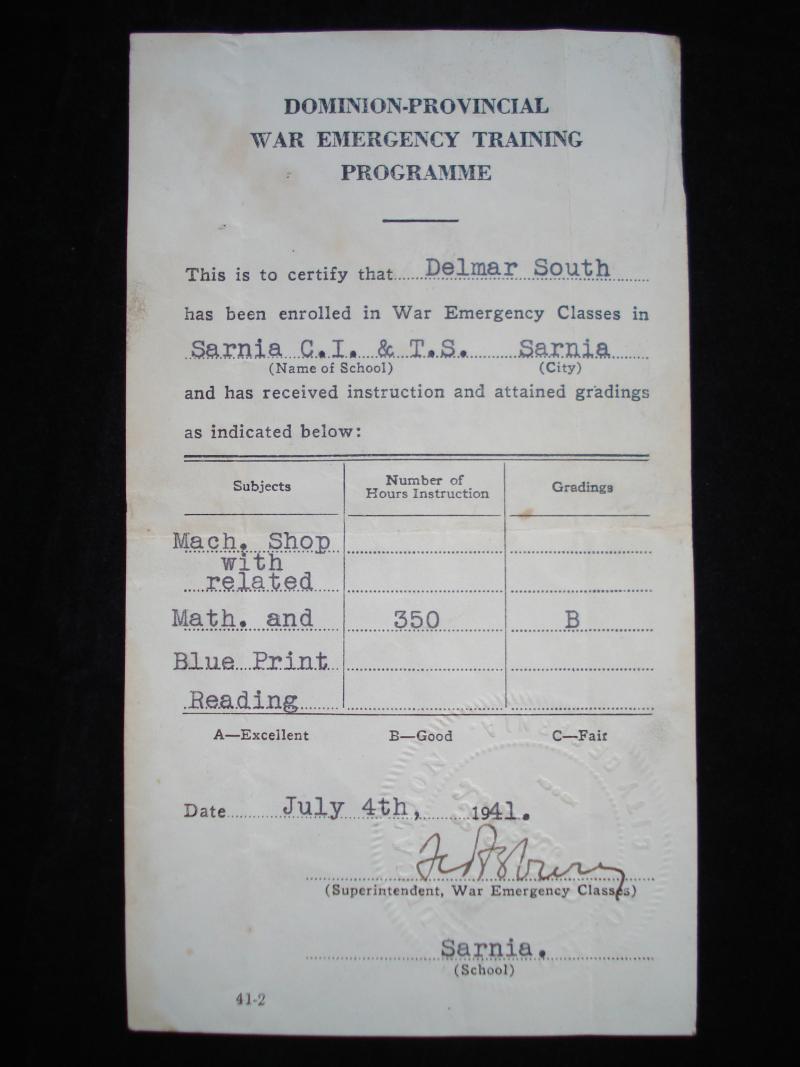 DOMINION-PROVINCIAL
WAR EMERGENCY TRAINING
PROGRAMME
This is to certify that Delmar South
has been enrolled in War Emergency Classes in
Sarnia C.I. & T.S. Sarnia
(Name of School) (City)
and has received instruction and attained gradings
as indicated below:
Subjects Number of Hours Instruction Gradings
Mach. Shop
with
related
Math. and 350 B
Blue Print
Reading
A—Excellent B—Good C—Fair
Date July 4th, 1941.
(Superintendent, War Emergency Classes)
Sarnia.
(School)
41-2